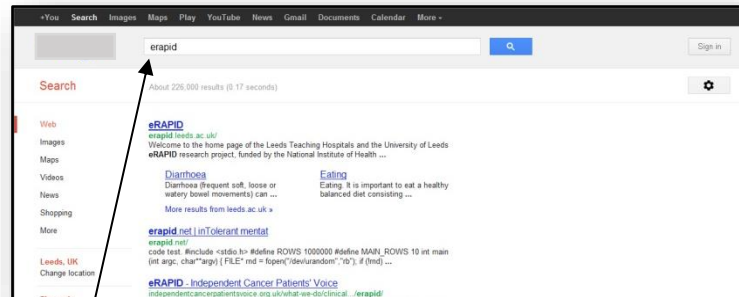 +You Search Images Maps Play YouTube News Gmail Documents Calendar More
erapid
Sign in
Search
About 226,000 results (0.17 seconds)
Web
Images
Maps
Videos
News
Shopping
More
Leeds, UK
Change location
eRAPID
erapid.leeds.ac.uk/
Welcome to the home page of the Leeds Teaching Hospitals and the University of Leeds
eRAPID research project, funded by the National Institute of Health ...
Diarrhoea
Diarrhoea (frequent soft, loose or
watery bowel movements) can ...
Eating
Eating. It is important to eat a healthy
balanced diet consisting ...
More results from leeds.ac.uk »
erapid.net | inTolerant mentat
erapid.net/
code test. #include <stdio.h> #define ROWS 1000000 #define MAIN_ROWS 10 int main
(int argc, char**argv) { FILE* rnd = fopen("/dev/urandom","rb"); if (!rnd) ...
eRAPID - Independent Cancer Patients' Voice
independentcancerpatientsvoice.org.uk/what-we-do/clinical.../erapid/